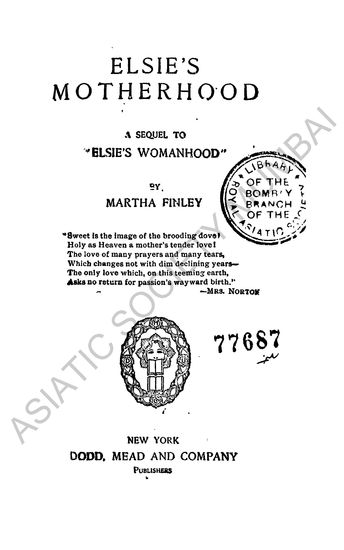 ELSIE'S
MOTHERHOOD
A SEQUEL TO
"ELSIE'S WOMANHOOD"
BY
MARTHA FINLEY
"Sweet is the image of the brooding dove!
Holy as Heaven a mother's tender love!
The love of many prayers and many tears,
Which changes not with dim declining years—
The only love which, on this teeming earth,
Asks no return for passion's wayward birth."
—MRS. NORTON
LIBRARY
OF THE
BOMBAY
BRANCH
OF THE
ROYAL ASIATIC SOCIETY
77687
NEW YORK
DODD, MEAD AND COMPANY
PUBLISHERS
ASIATIC SOCIETY MUMBAI